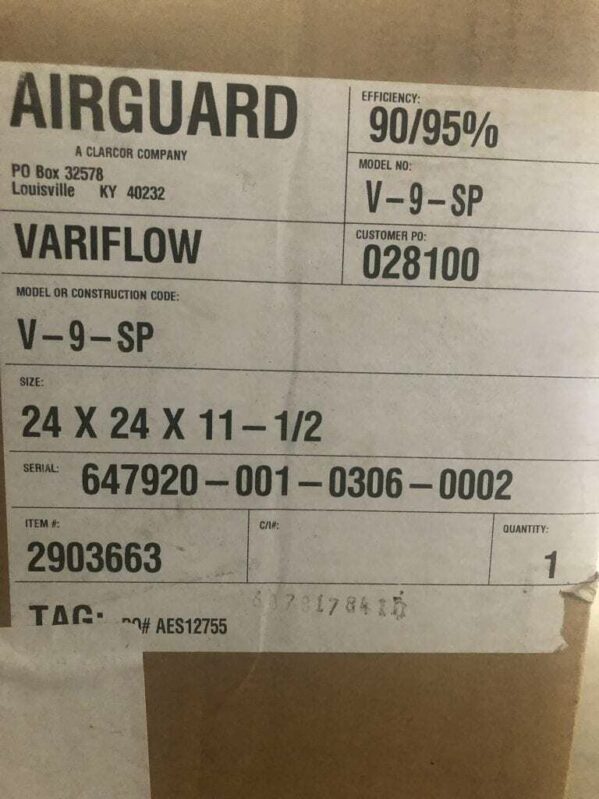 AIRGUARD
A CLARCOR COMPANY
PO Box 32578
Louisville KY 40232
EFFICIENCY:
90/95%
MODEL NO:
V-9-SP
VARIFLOW
CUSTOMER PO:
028100
MODEL OR CONSTRUCTION CODE:
V-9-SP
SIZE:
24 X 24 X 11-1/2
SERIAL: 647920-001-0306-0002
ITEM #:
2903663
C/I#:
QUANTITY:
1
TAG: PO# AES12755